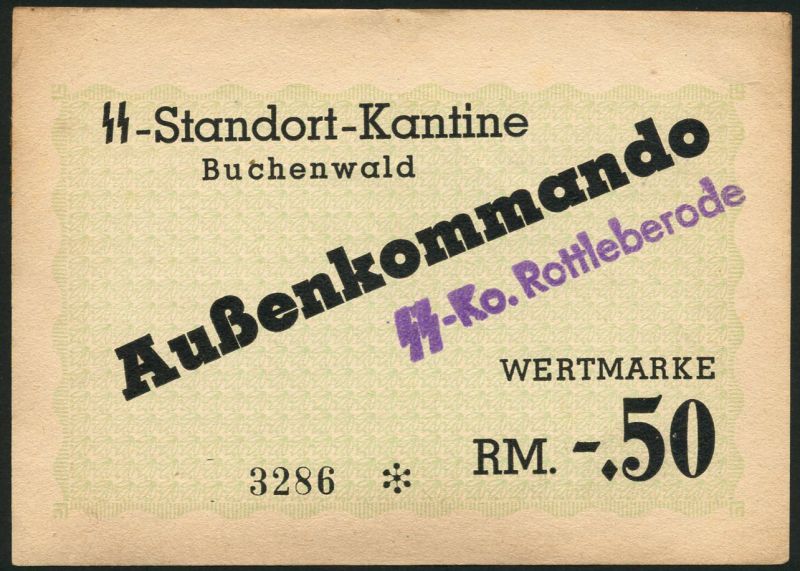 SS-Standort-Kantine
Buchenwald
Außenkommando
SS-Ko. Rottleberode
WERTMARKE
RM. -.50
3286 *